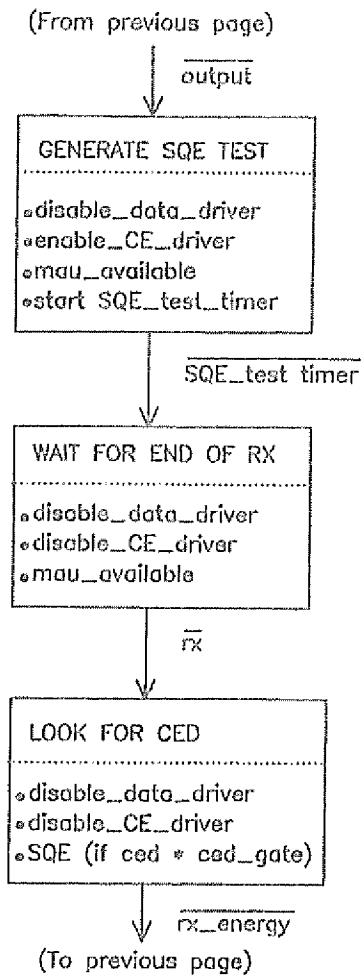 (From previous page)
output
GENERATE SQE TEST
disable_data_driver
enable_CE_driver
mau_available
start SQE_test_timer
SQE_test timer
WAIT FOR END OF RX
disable_data_driver
disable_CE_driver
mau_available
rx
LOOK FOR CED
disable_data_driver
disable_CE_driver
SQE (if ced * ced_gate)
rx_energy
(To previous page)